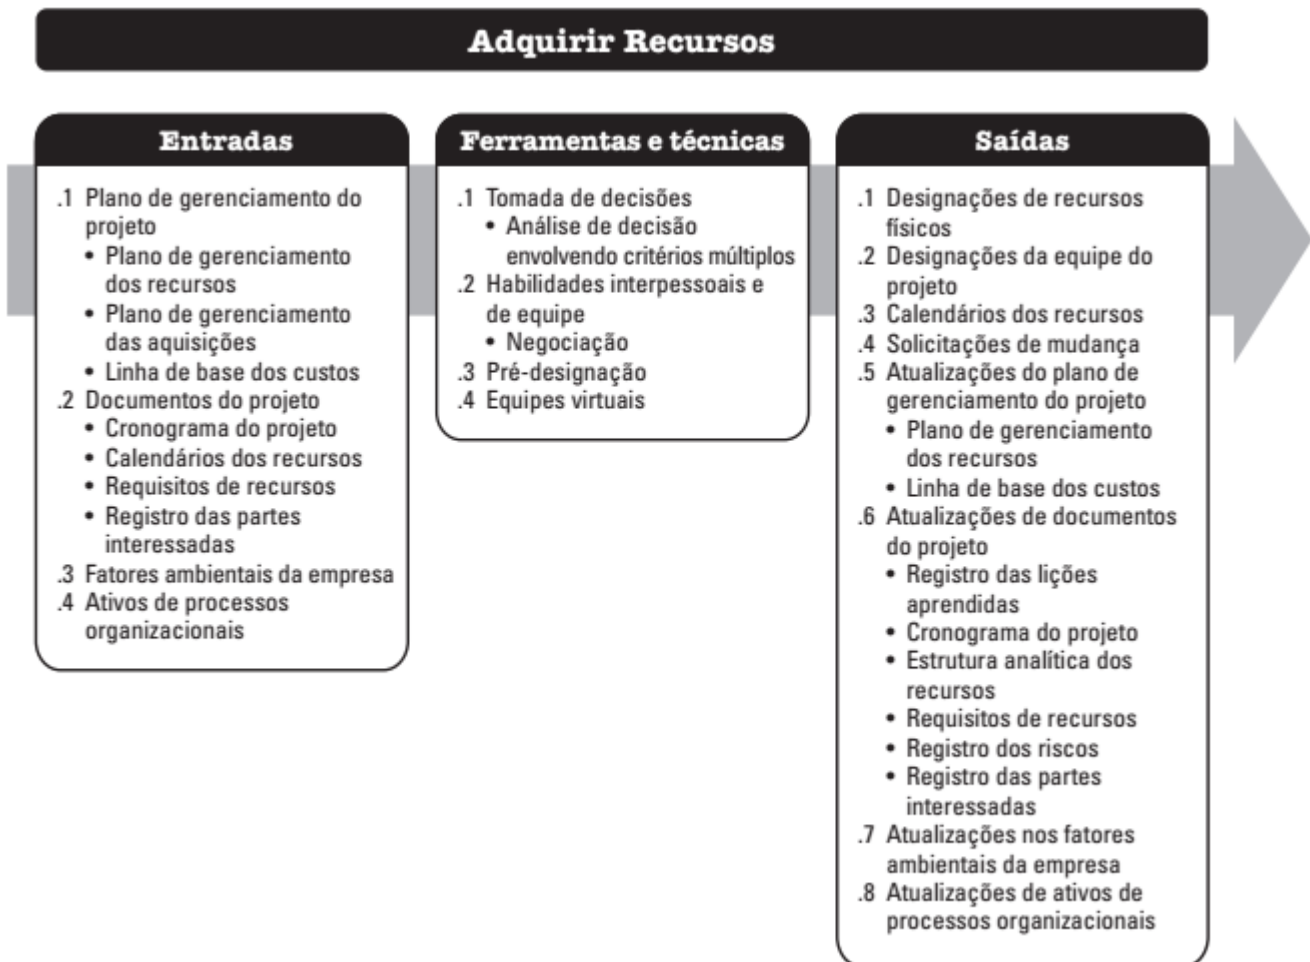 Adquirir Recursos
Entradas
.1 Plano de gerenciamento do
projeto
• Plano de gerenciamento
dos recursos
• Plano de gerenciamento
das aquisições
• Linha de base dos custos
.2 Documentos do projeto
• Cronograma do projeto
• Calendários dos recursos
• Requisitos de recursos
• Registro das partes
interessadas
.3 Fatores ambientais da empresa
.4 Ativos de processos
organizacionais
Ferramentas e técnicas
.1 Tomada de decisões
• Análise de decisão
envolvendo critérios múltiplos
.2 Habilidades interpessoais e
de equipe
• Negociação
.3 Pré-designação
.4 Equipes virtuais
Saídas
.1 Designações de recursos
físicos
.2 Designações da equipe do
projeto
.3 Calendários dos recursos
.4 Solicitações de mudança
.5 Atualizações do plano de
gerenciamento do projeto
• Plano de gerenciamento
dos recursos
• Linha de base dos custos
.6 Atualizações de documentos
do projeto
• Registro das lições
aprendidas
• Cronograma do projeto
• Estrutura analítica dos
recursos
• Requisitos de recursos
• Registro dos riscos
• Registro das partes
interessadas
.7 Atualizações nos fatores
ambientais da empresa
.8 Atualizações de ativos de
processos organizacionais